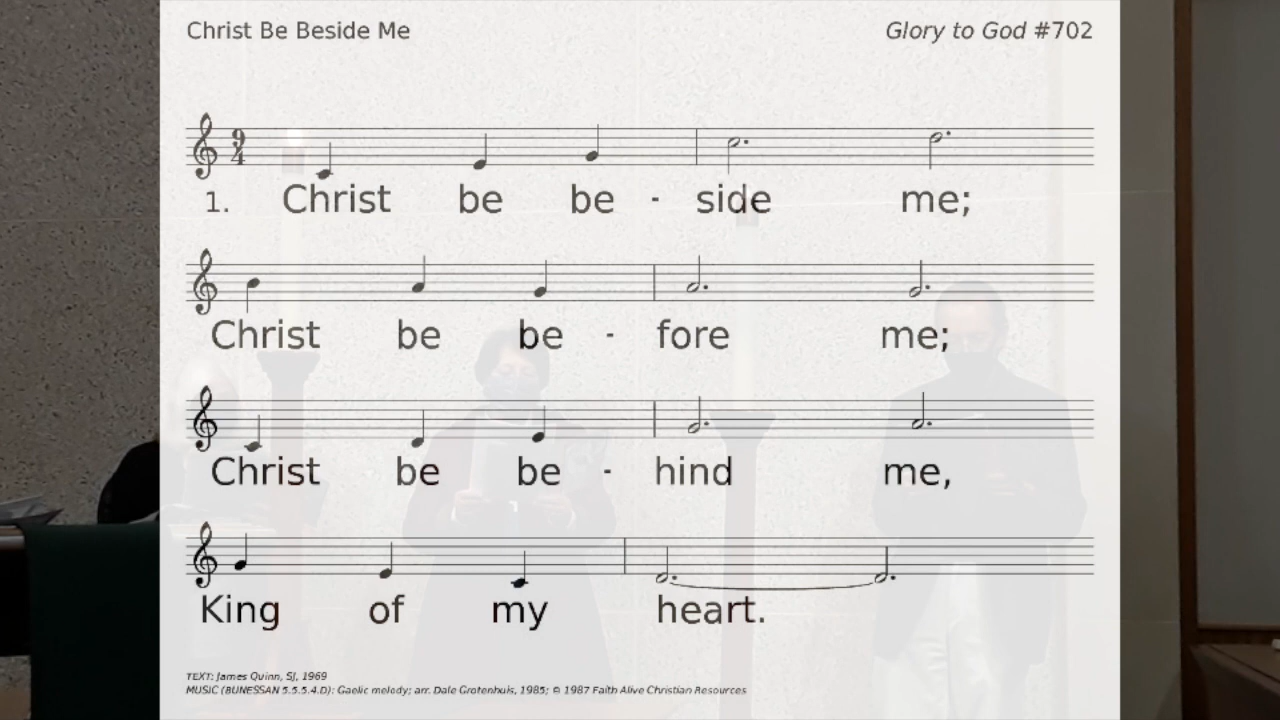 Christ Be Beside Me
Glory to God #702
9
4
1. Christ be be - side me;
Christ be be - fore me;
Christ be be - hind me,
King of my heart.
TEXT: James Quinn, SJ, 1969
MUSIC (BUNESSAN 5.5.5.4.D): Gaelic melody; arr. Dale Grotenhuis, 1985; © 1987 Faith Alive Christian Resources